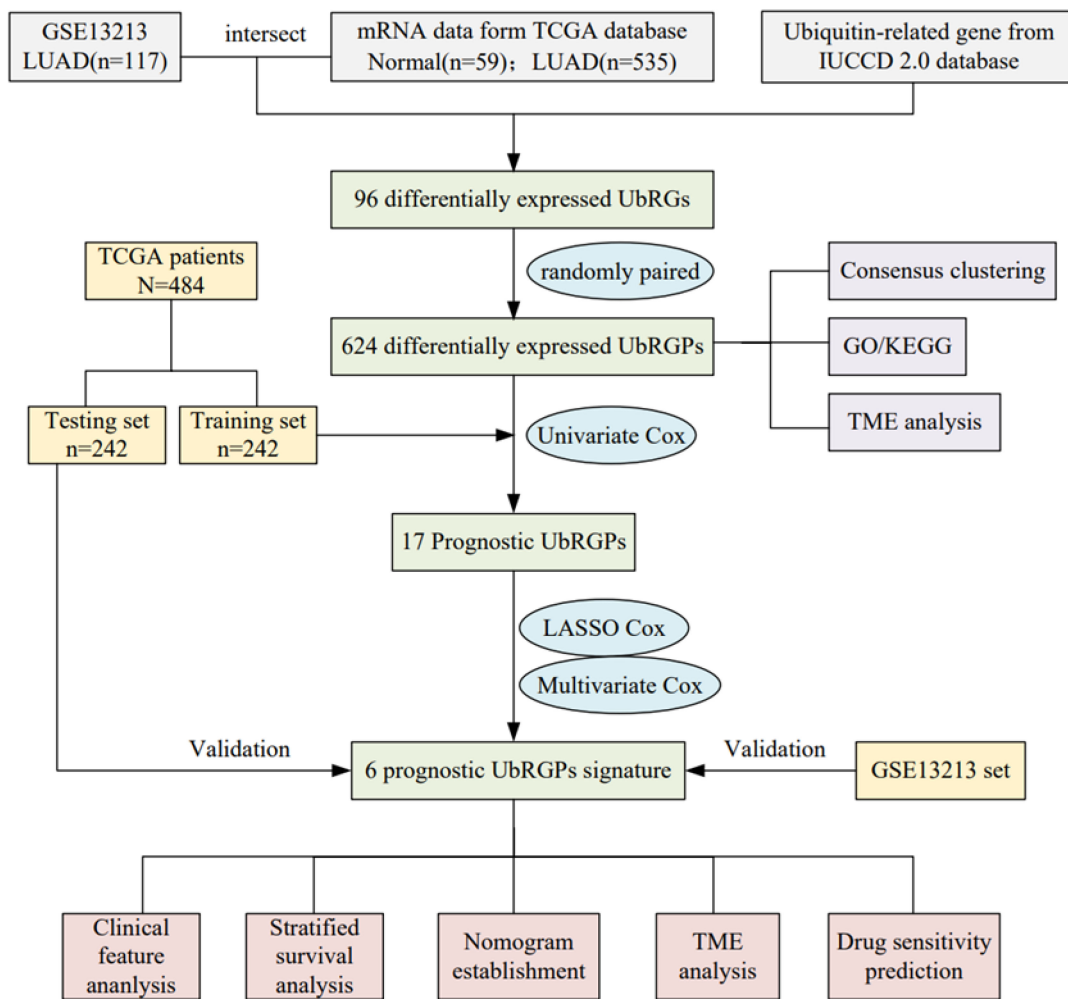 GSE13213
LUAD(n=117)
intersect
mRNA data form TCGA database
Normal(n=59)；LUAD(n=535)
Ubiquitin-related gene from
IUCCD 2.0 database
96 differentially expressed UbRGs
TCGA patients
N=484
randomly paired
Consensus clustering
624 differentially expressed UbRGPs
GO/KEGG
Testing set
n=242
Training set
n=242
Univariate Cox
TME analysis
17 Prognostic UbRGPs
LASSO Cox
Multivariate Cox
Validation
6 prognostic UbRGPs signature
Validation
GSE13213 set
Clinical
feature
ananlysis
Stratified
survival
analysis
Nomogram
establishment
TME
analysis
Drug sensitivity
prediction